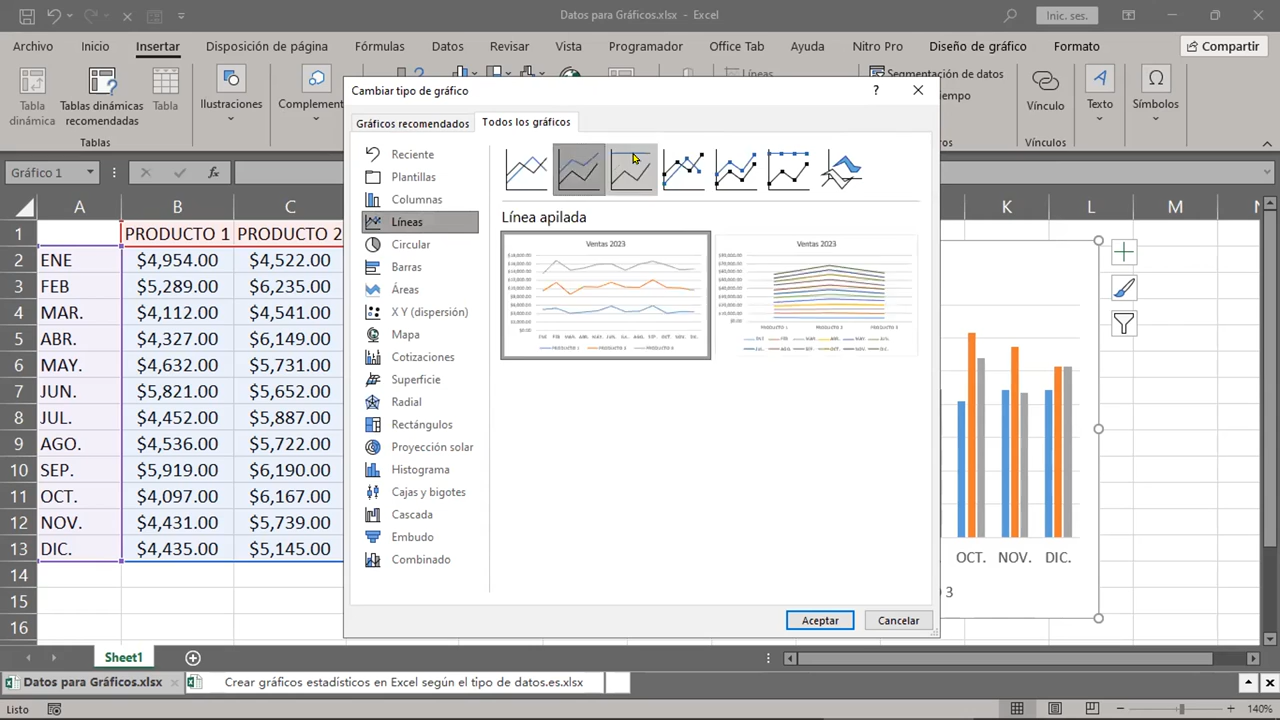 Datos para Gráficos.xlsx - Excel
Inic. ses.
Archivo Inicio Insertar Disposición de página Fórmulas Datos Revisar Vista Programador Office Tab Ayuda Nitro Pro Diseño de gráfico Formato Compartir
Tabla dinámica
Tablas dinámicas recomendadas
Tabla
Tablas
Ilustraciones
Complement
Líneas
Segmentación de datos
Vínculo
Vínculos
Texto
Símbolos
Gráfico 1
fx
Cambiar tipo de gráfico
?
Gráficos recomendados
Todos los gráficos
Reciente
Plantillas
Columnas
Líneas
Circular
Barras
Áreas
X Y (dispersión)
Mapa
Cotizaciones
Superficie
Radial
Rectángulos
Proyección solar
Histograma
Cajas y bigotes
Cascada
Embudo
Combinado
Línea apilada
Ventas 2023
Ventas 2023
PRODUCTO 1 PRODUCTO 2 PRODUCTO 3
Aceptar
Cancelar
A B C K L M N
1 PRODUCTO 1 PRODUCTO 2
2 ENE $4,954.00 $4,522.00
3 FEB $5,289.00 $6,235.00
4 MAR. $4,112.00 $4,541.00
5 ABR. $4,327.00 $6,149.00
6 MAY. $4,632.00 $5,731.00
7 JUN. $5,821.00 $5,652.00
8 JUL. $4,452.00 $5,887.00
9 AGO. $4,536.00 $5,722.00
10 SEP. $5,919.00 $6,190.00
11 OCT. $4,097.00 $6,167.00
12 NOV. $4,431.00 $5,739.00
13 DIC. $4,435.00 $5,145.00
14
15
16
OCT. NOV. DIC.
O 3
Sheet1
Datos para Gráficos.xlsx
Crear gráficos estadísticos en Excel según el tipo de datos.es.xlsx
Listo
140%